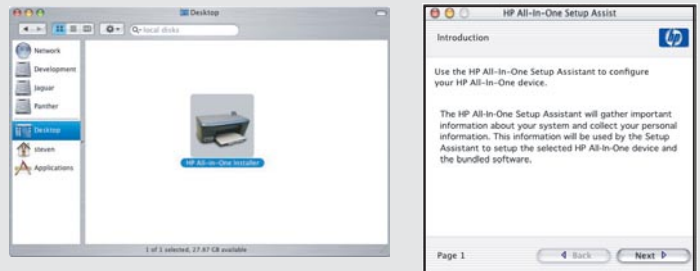 Desktop
Q- local disks
Network
Development
Jaguar
Panther
Desktop
steven
Applications
HP All-in-One Installer
1 of 1 selected, 27.67 GB available
HP All-In-One Setup Assist
Introduction
hp
Use the HP All-In-One Setup Assistant to configure
your HP All-In-One device.
The HP All-In-One Setup Assistant will gather important
information about your system and collect your personal
information. This information will be used by the Setup
Assistant to setup the selected HP All-In-One device and
the bundled software.
Page 1
Back
Next